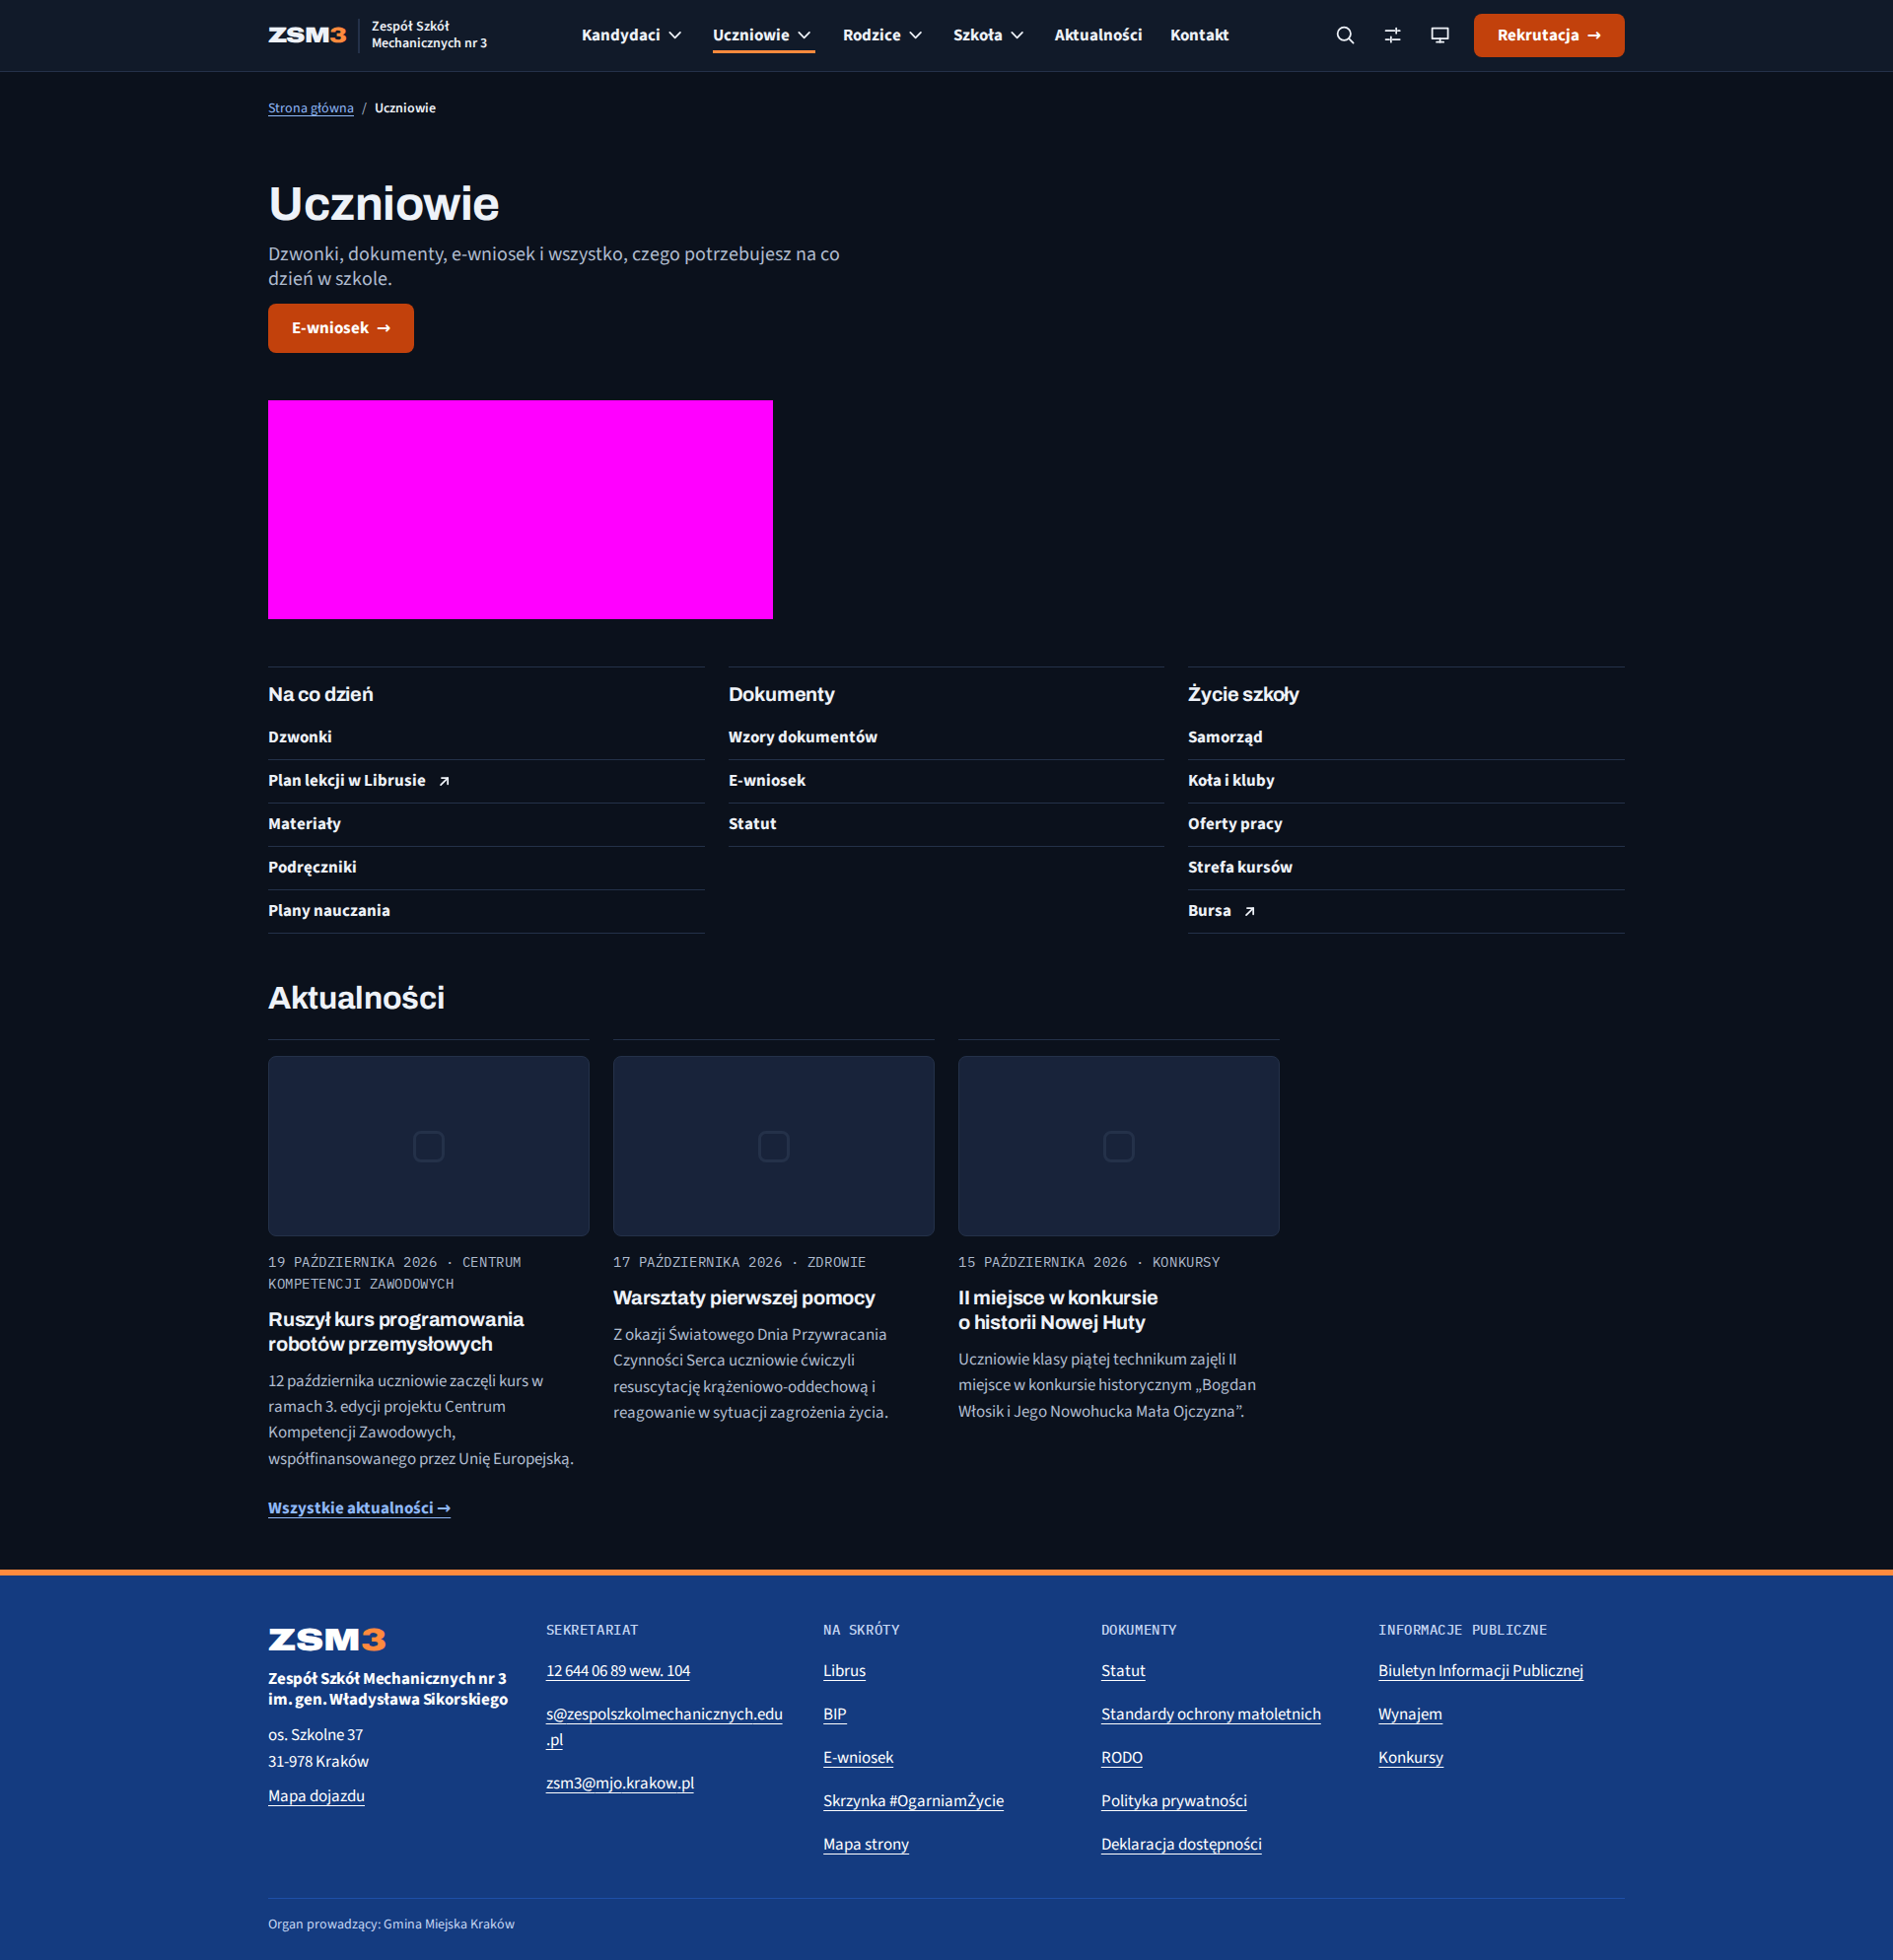 ZSM3
Zespół Szkół
Mechanicznych nr 3
Kandydaci
Uczniowie
Rodzice
Szkoła
Aktualności
Kontakt
Rekrutacja →
Strona główna / Uczniowie
Uczniowie
Dzwonki, dokumenty, e-wniosek i wszystko, czego potrzebujesz na co
dzień w szkole.
E-wniosek →
Na co dzień
Dzwonki
Plan lekcji w Librusie
Materiały
Podręczniki
Plany nauczania
Dokumenty
Wzory dokumentów
E-wniosek
Statut
Życie szkoły
Samorząd
Koła i kluby
Oferty pracy
Strefa kursów
Bursa
Aktualności
19 PAŹDZIERNIKA 2026 · CENTRUM
KOMPETENCJI ZAWODOWYCH
Ruszył kurs programowania
robotów przemysłowych
12 października uczniowie zaczęli kurs w
ramach 3. edycji projektu Centrum
Kompetencji Zawodowych,
współfinansowanego przez Unię Europejską.
17 PAŹDZIERNIKA 2026 · ZDROWIE
Warsztaty pierwszej pomocy
Z okazji Światowego Dnia Przywracania
Czynności Serca uczniowie ćwiczyli
resuscytację krążeniowo-oddechową i
reagowanie w sytuacji zagrożenia życia.
15 PAŹDZIERNIKA 2026 · KONKURSY
II miejsce w konkursie
o historii Nowej Huty
Uczniowie klasy piątej technikum zajęli II
miejsce w konkursie historycznym „Bogdan
Włosik i Jego Nowohucka Mała Ojczyzna”.
Wszystkie aktualności →
ZSM3
Zespół Szkół Mechanicznych nr 3
im. gen. Władysława Sikorskiego
os. Szkolne 37
31-978 Kraków
Mapa dojazdu
SEKRETARIAT
12 644 06 89 wew. 104
s@zespolszkolmechanicznych.edu
.pl
zsm3@mjo.krakow.pl
NA SKRÓTY
Librus
BIP
E-wniosek
Skrzynka #OgarniamŻycie
Mapa strony
DOKUMENTY
Statut
Standardy ochrony małoletnich
RODO
Polityka prywatności
Deklaracja dostępności
INFORMACJE PUBLICZNE
Biuletyn Informacji Publicznej
Wynajem
Konkursy
Organ prowadzący: Gmina Miejska Kraków